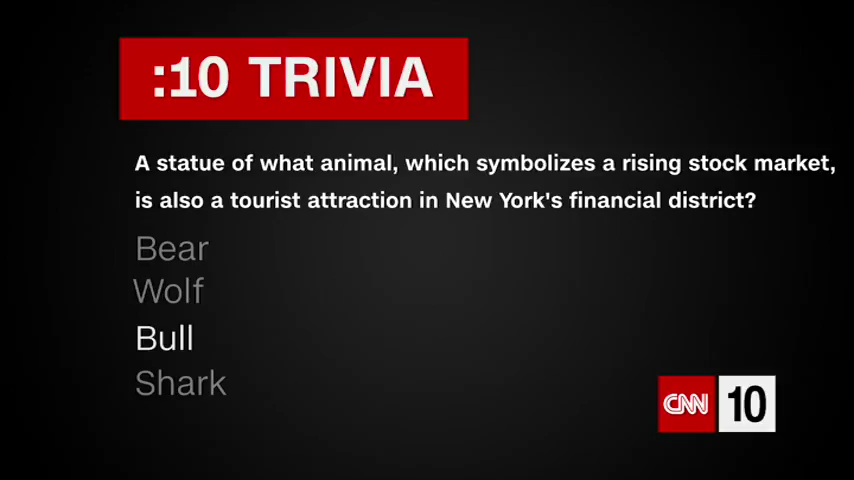 :10 TRIVIA
A statue of what animal, which symbolizes a rising stock market,
is also a tourist attraction in New York's financial district?
Bear
Wolf
Bull
Shark
CNN 10